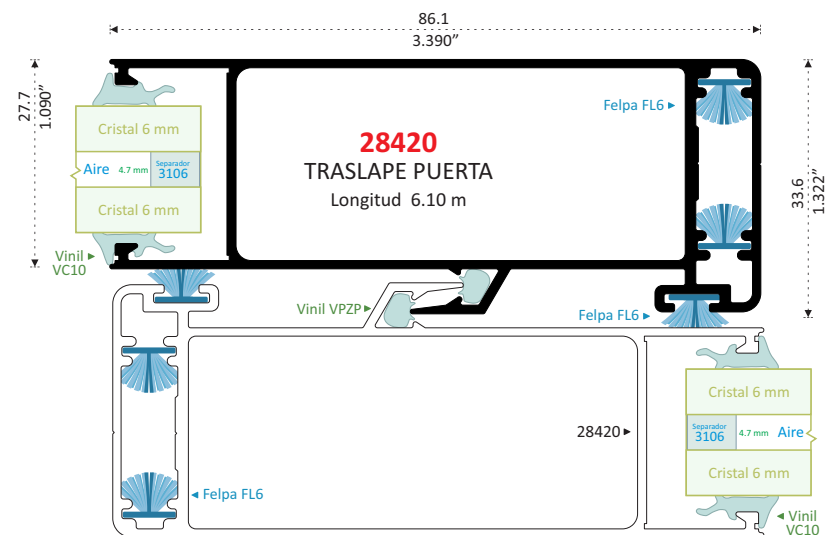 86.1
3.390”
27.7
1.090”
Felpa FL6
Cristal 6 mm
28420
TRASLAPE PUERTA
Longitud 6.10 m
Aire
4.7 mm
Separador
3106
Cristal 6 mm
33.6
1.322”
Vinil
VC10
Vinil VPZP
Felpa FL6
Cristal 6 mm
28420
Separador
3106
4.7 mm
Aire
Cristal 6 mm
Felpa FL6
Vinil
VC10